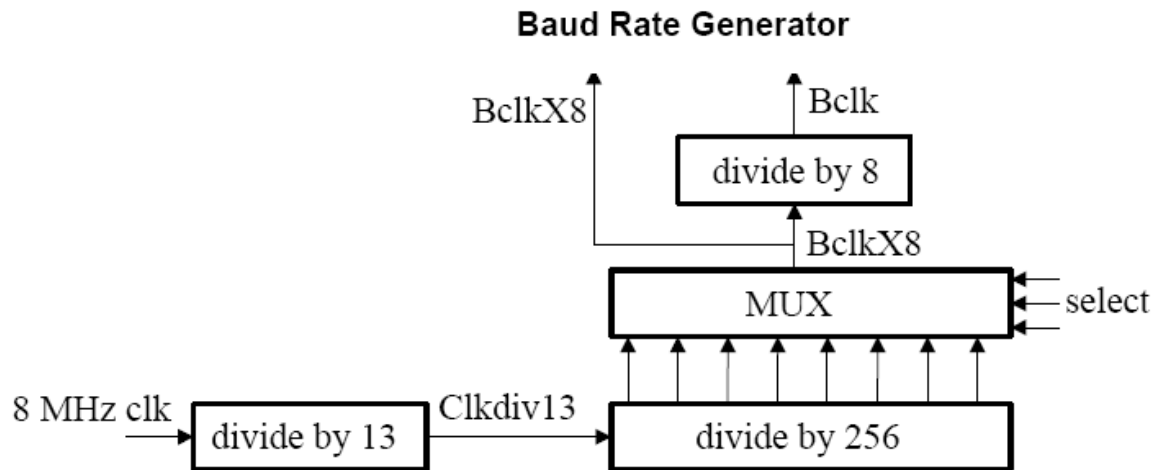 Baud Rate Generator
BclkX8
Bclk
divide by 8
BclkX8
MUX
select
8 MHz clk
divide by 13
Clkdiv13
divide by 256